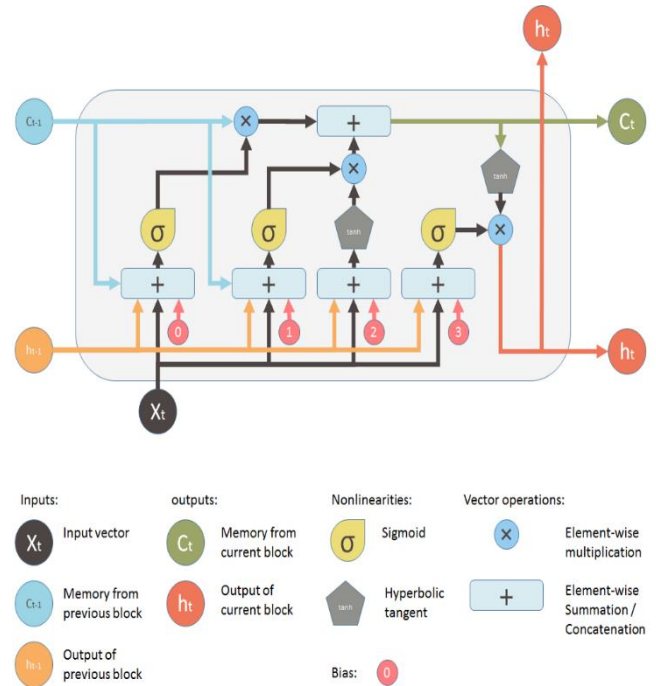 ht
Ct-1
×
+
Ct
tanh
×
σ
σ
tanh
σ
×
+
+
+
+
0
1
2
3
ht-1
ht
Xt
Inputs:
outputs:
Nonlinearities:
Vector operations:
Xt
Input vector
Ct
Memory from
current block
σ
Sigmoid
×
Element-wise
multiplication
Ct-1
Memory from
previous block
ht
Output of
current block
tanh
Hyperbolic
tangent
+
Element-wise
Summation /
Concatenation
ht-1
Output of
previous block
Bias:
0